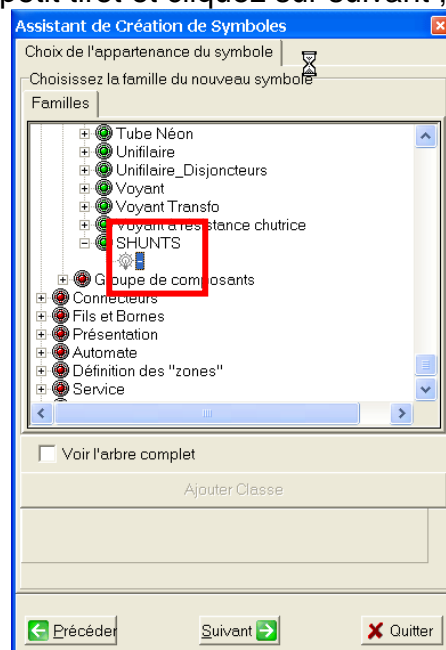 petit tiret et cliquez sur suivant ,
Assistant de Création de Symboles
Choix de l'appartenance du symbole
Choisissez la famille du nouveau symbole
Familles
Tube Néon
Unifilaire
Unifilaire_Disjoncteurs
Voyant
Voyant Transfo
Voyant à résistance chutrice
SHUNTS
-
Groupe de composants
Connecteurs
Fils et Bornes
Présentation
Automate
Définition des "zones"
Service
Voir l'arbre complet
Ajouter Classe
Précéder
Suivant
Quitter